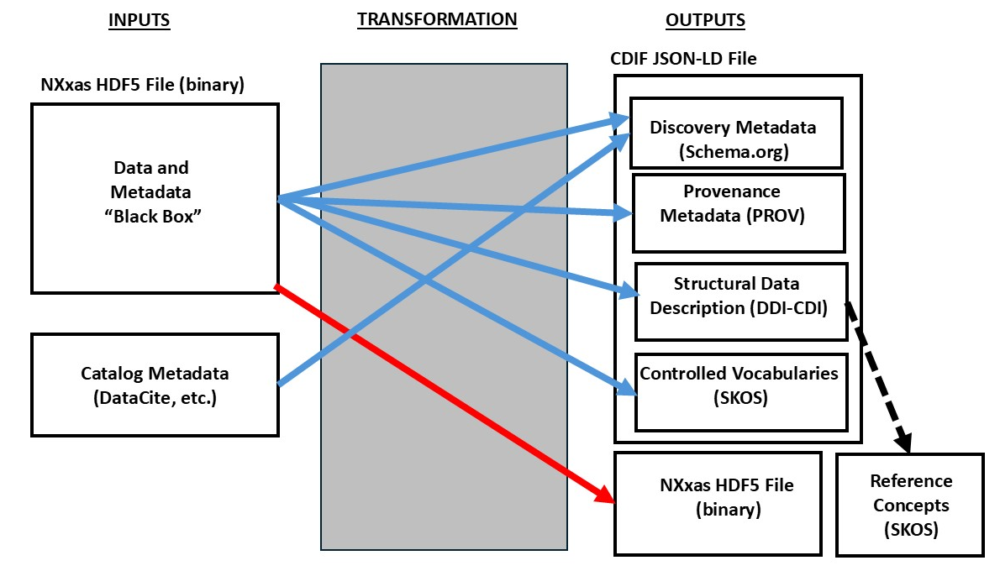 INPUTS
TRANSFORMATION
OUTPUTS
CDIF JSON-LD File
NXxas HDF5 File (binary)
Data and
Metadata
“Black Box”
Catalog Metadata
(DataCite, etc.)
Discovery Metadata
(Schema.org)
Provenance
Metadata (PROV)
Structural Data
Description (DDI-CDI)
Controlled Vocabularies
(SKOS)
NXxas HDF5 File
(binary)
Reference
Concepts
(SKOS)